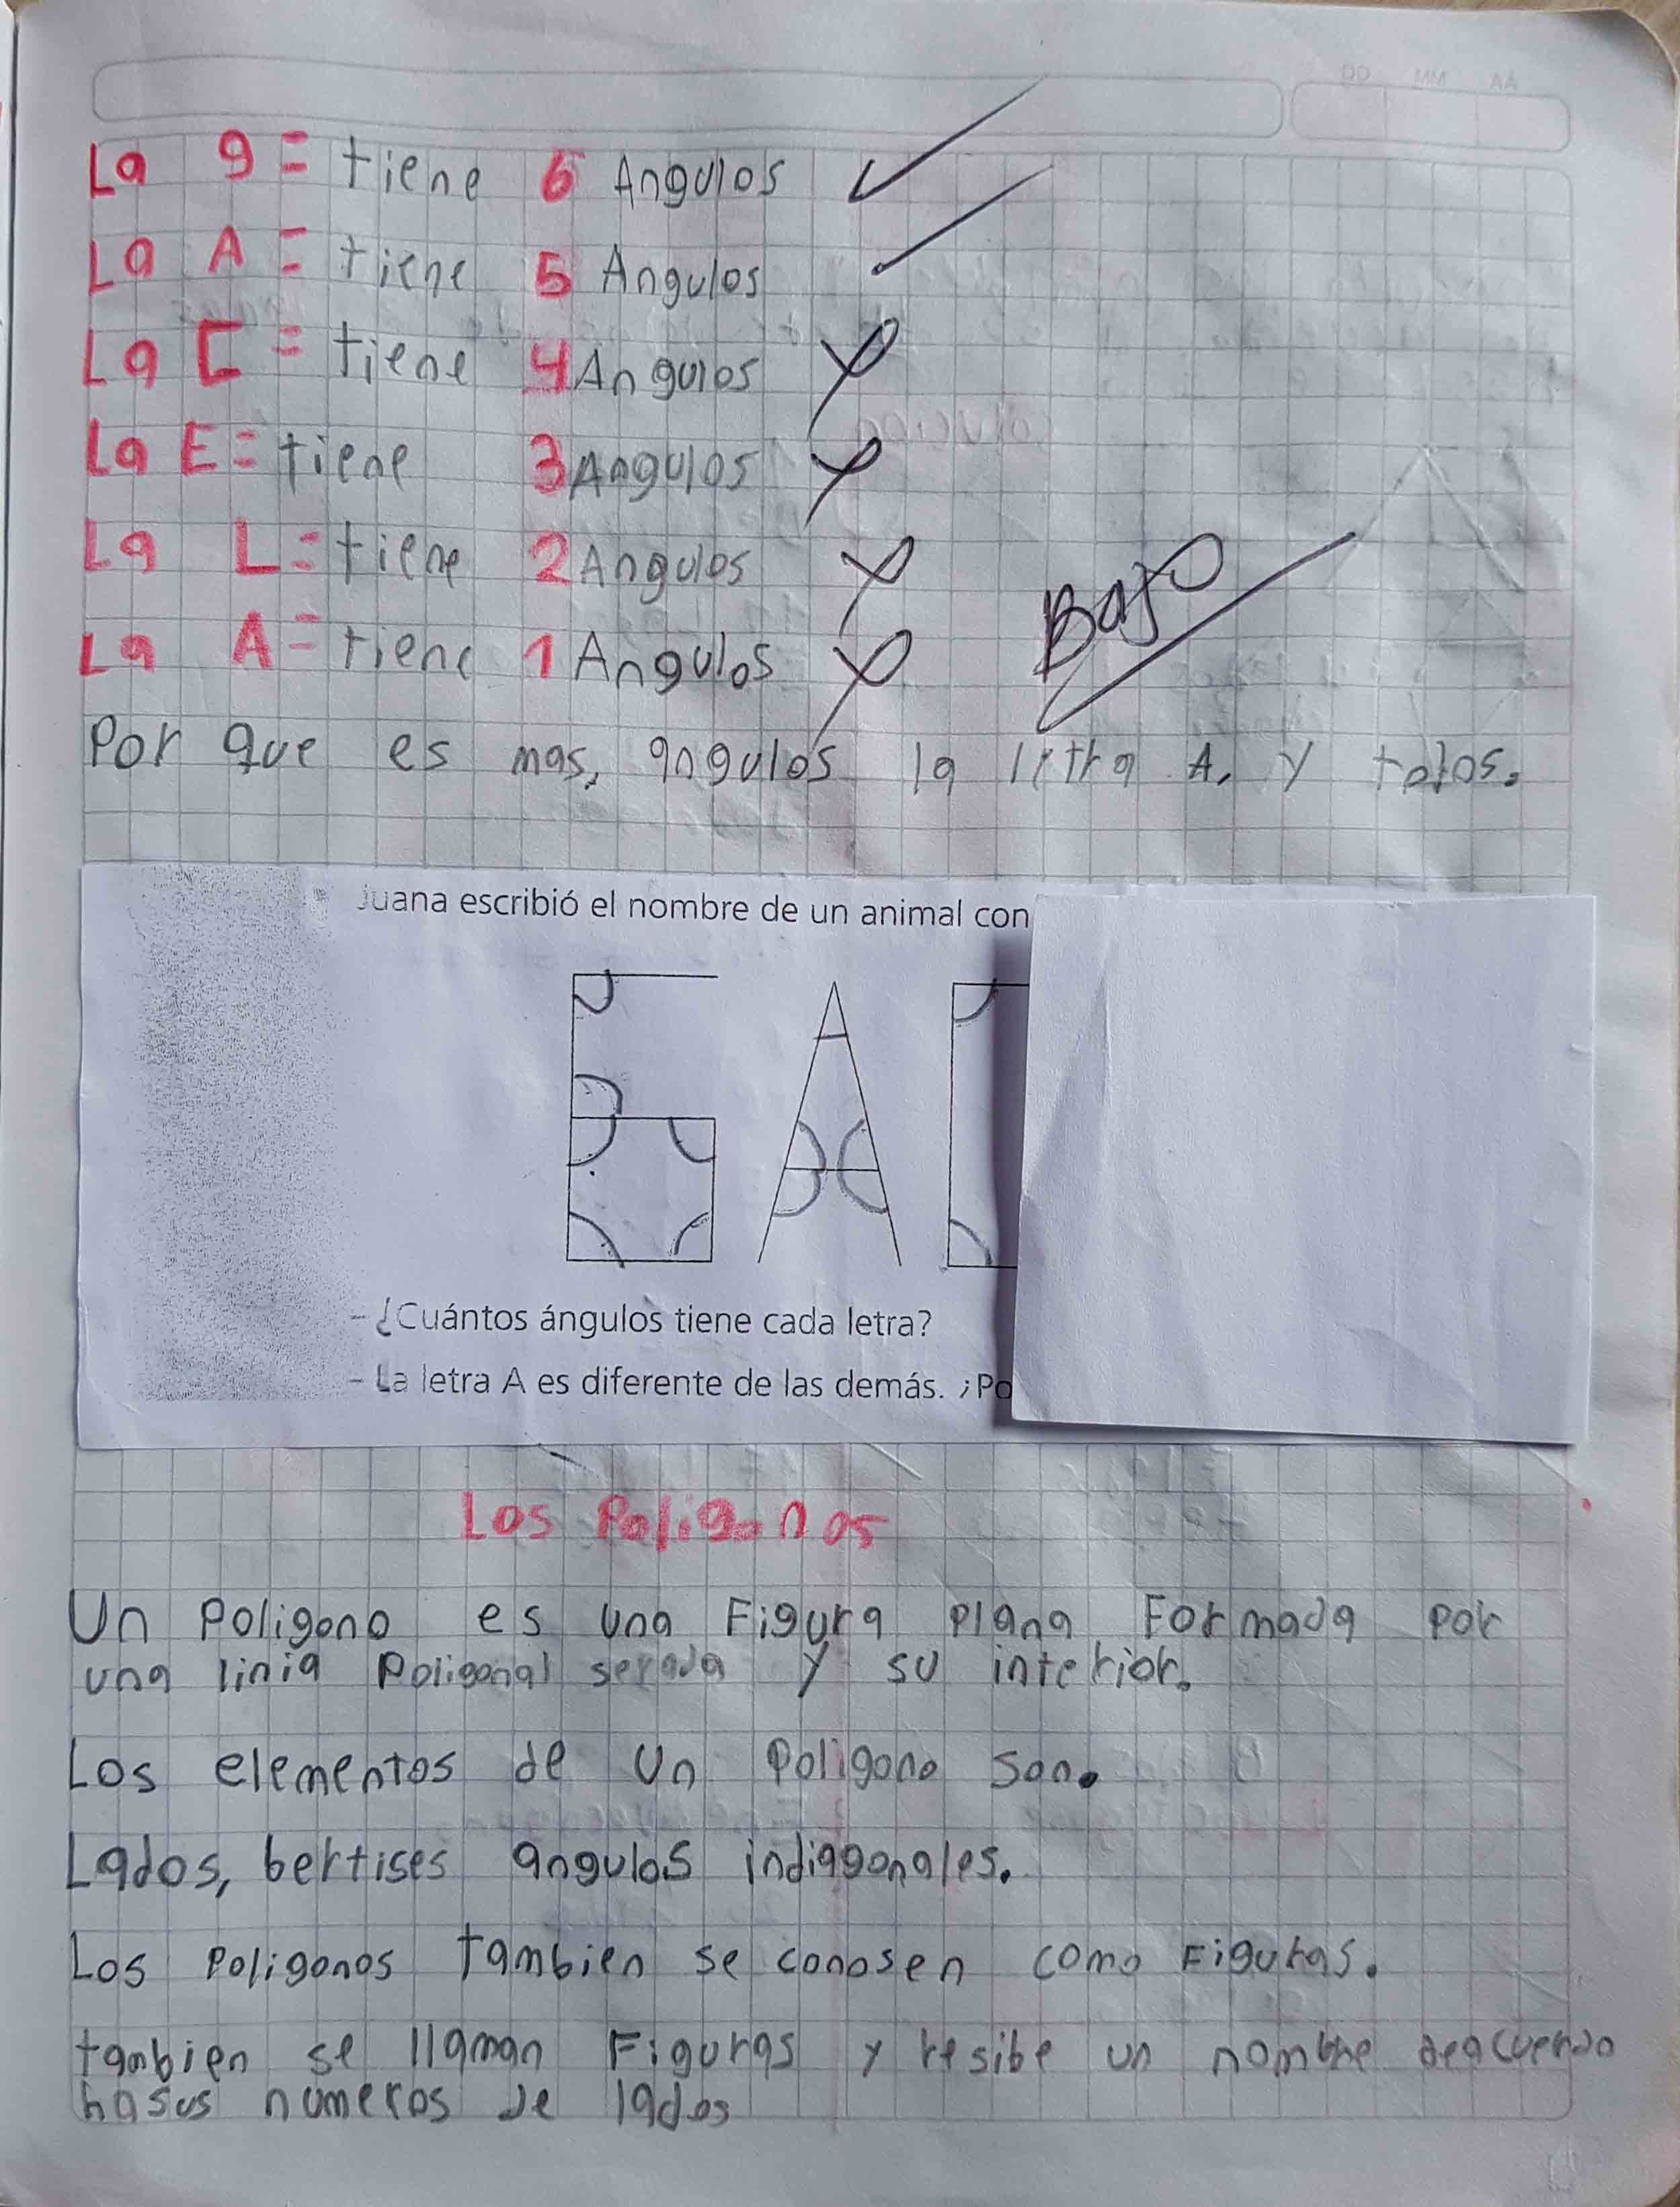 La 9 = tiene 6 Angulos
La A = tiene 5 Angulos
La C = tiene 4 Angulos
La E = tiene 3 Angulos
La L = tiene 2 Angulos
La A = tiene 1 Angulos
Bajo
Por que es mas, angulos la litra A, y totos.
Juana escribió el nombre de un animal con
- ¿Cuántos ángulos tiene cada letra?
- La letra A es diferente de las demás. ¿Po
Los Poligonos
Un Poligono es una Figura plana Formada por
una linia Poligonal serada y su interior.
Los elementos de Un Poligono son.
Lados, bertises angulos indiagonales.
Los Poligonos tambien se conosen como Figuras.
tanbien se llaman Figuras y resibe un nombre deacuerdo
hasus numeros de lados